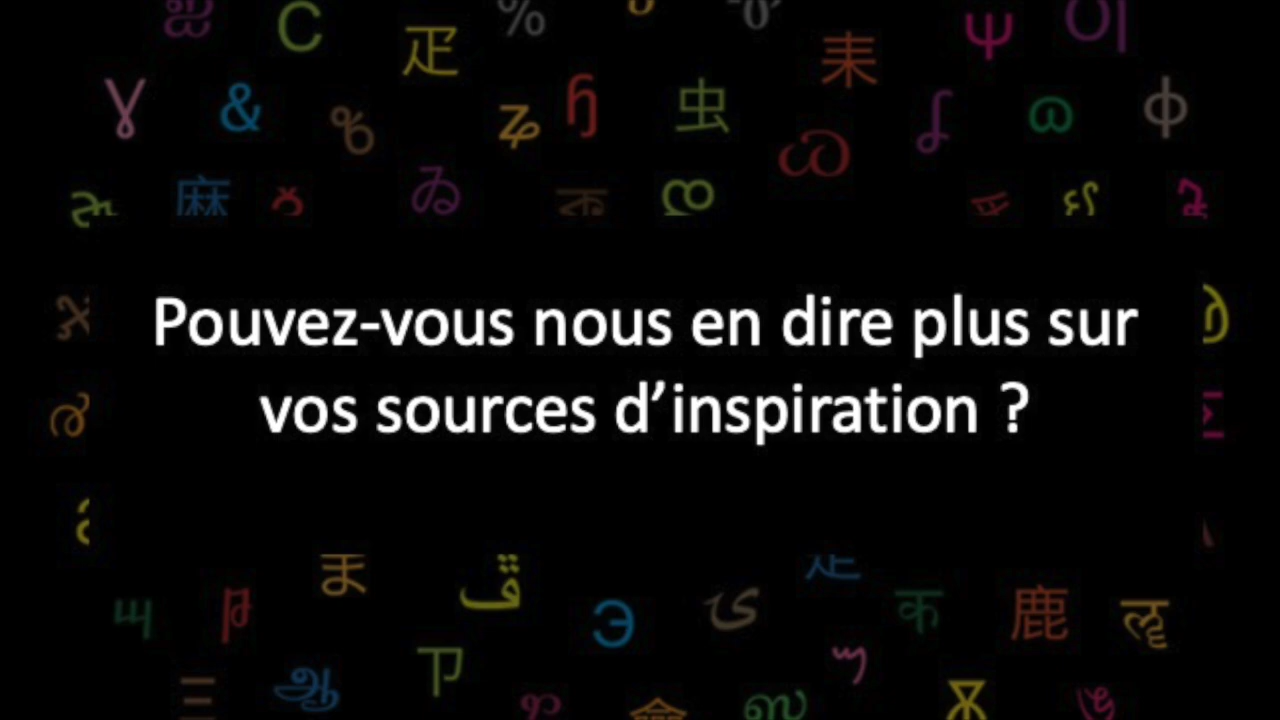 Pouvez-vous nous en dire plus sur
vos sources d’inspiration ?